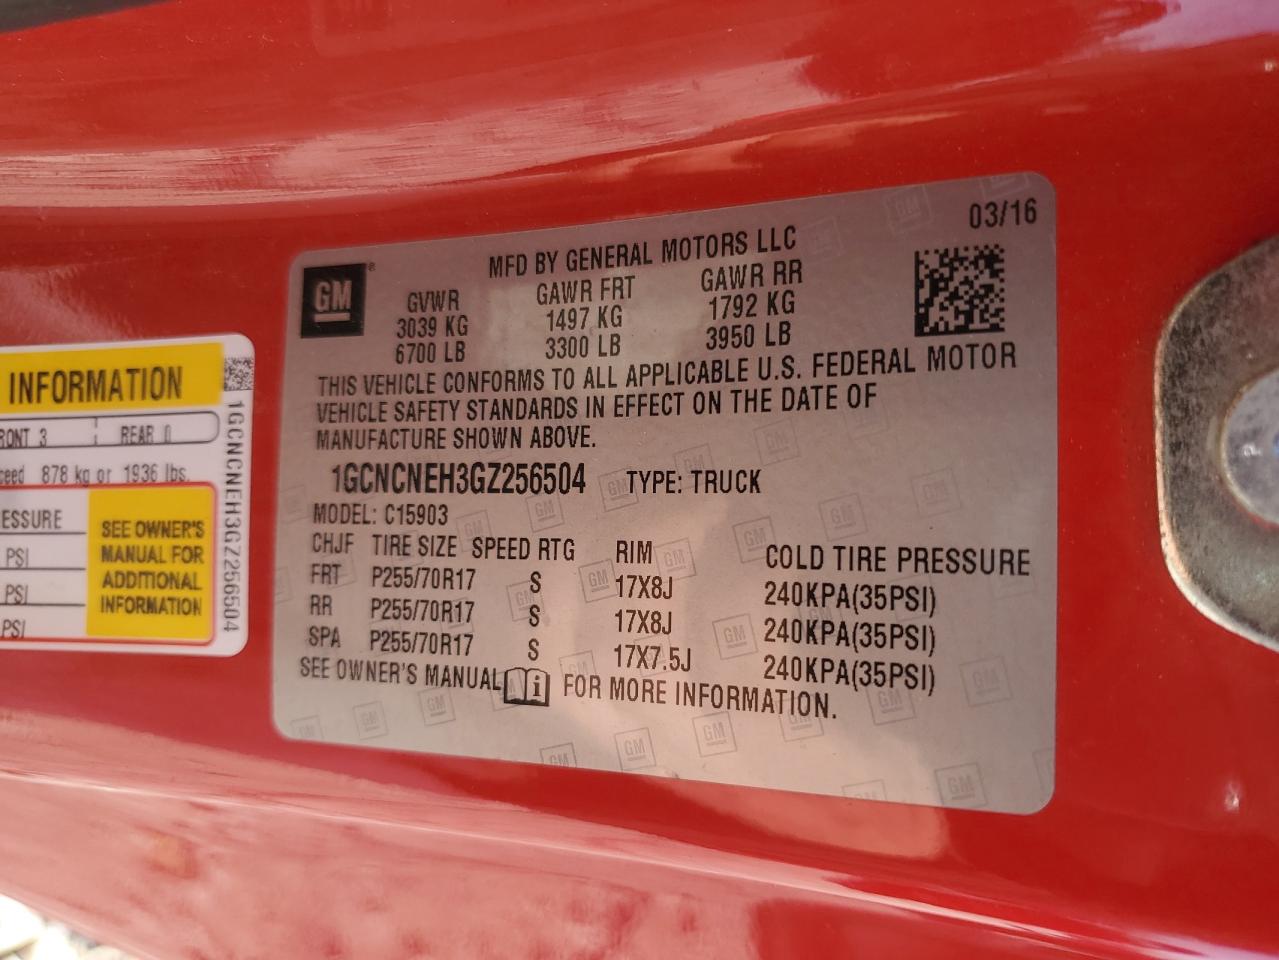 03/16
MFD BY GENERAL MOTORS LLC
GM®
GVWR GAWR FRT GAWR RR
3039 KG 1497 KG 1792 KG
6700 LB 3300 LB 3950 LB
THIS VEHICLE CONFORMS TO ALL APPLICABLE U.S. FEDERAL MOTOR
VEHICLE SAFETY STANDARDS IN EFFECT ON THE DATE OF
MANUFACTURE SHOWN ABOVE.
1GCNCNEH3GZ256504 TYPE: TRUCK
MODEL: C15903
CHJF TIRE SIZE SPEED RTG RIM COLD TIRE PRESSURE
FRT P255/70R17 S 17X8J 240KPA(35PSI)
RR P255/70R17 S 17X8J 240KPA(35PSI)
SPA P255/70R17 S 17X7.5J 240KPA(35PSI)
SEE OWNER'S MANUAL i FOR MORE INFORMATION.
INFORMATION
RONT 3 REAR 0
ceed 878 kg or 1936 lbs.
ESSURE
PSI
PSI
PSI
SEE OWNER'S
MANUAL FOR
ADDITIONAL
INFORMATION
1GCNCNEH3GZ256504